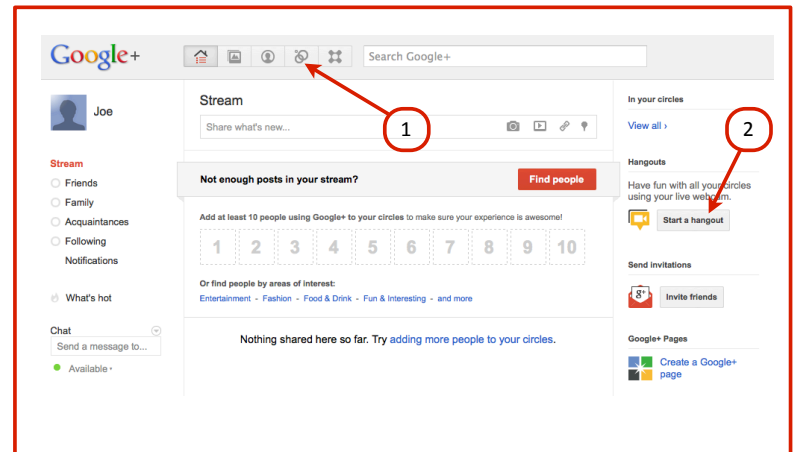 Google+
Search Google+
Joe
Stream
Share what's new...
1
In your circles
View all ›
2
Stream
Friends
Family
Acquaintances
Following
Notifications
What's hot
Chat
Send a message to...
Available
Not enough posts in your stream?
Find people
Add at least 10 people using Google+ to your circles to make sure your experience is awesome!
1 2 3 4 5 6 7 8 9 10
Or find people by areas of interest:
Entertainment - Fashion - Food & Drink - Fun & Interesting - and more
Nothing shared here so far. Try adding more people to your circles.
Hangouts
Have fun with all your circles
using your live webcam.
Start a hangout
Send invitations
g+
Invite friends
Google+ Pages
Create a Google+
page